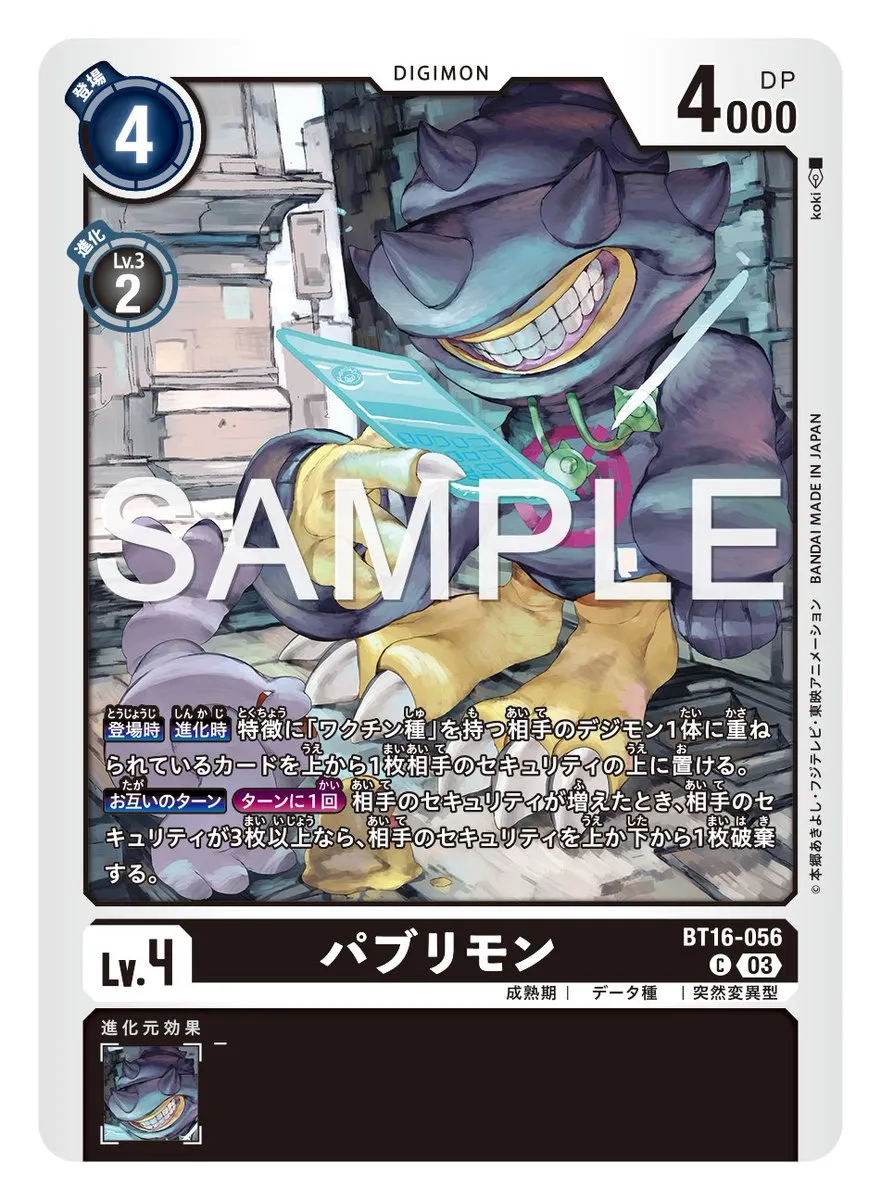 DIGIMON
登場
4
4000
DP
進化
Lv.3
2
koki
SAMPLE
登場時 進化時 特徴に「ワクチン種」を持つ相手のデジモン1体に重ね
られているカードを上から1枚相手のセキュリティの上に置ける。
お互いのターン ターンに1回 相手のセキュリティが増えたとき、相手のセ
キュリティが3枚以上なら、相手のセキュリティを上か下から1枚破棄
する。
©本郷あきよし・フジテレビ・東映アニメーション BANDAI MADE IN JAPAN
Lv.4
パブリモン
BT16-056
C 03
成熟期 | データ種 | 突然変異型
進化元効果
–